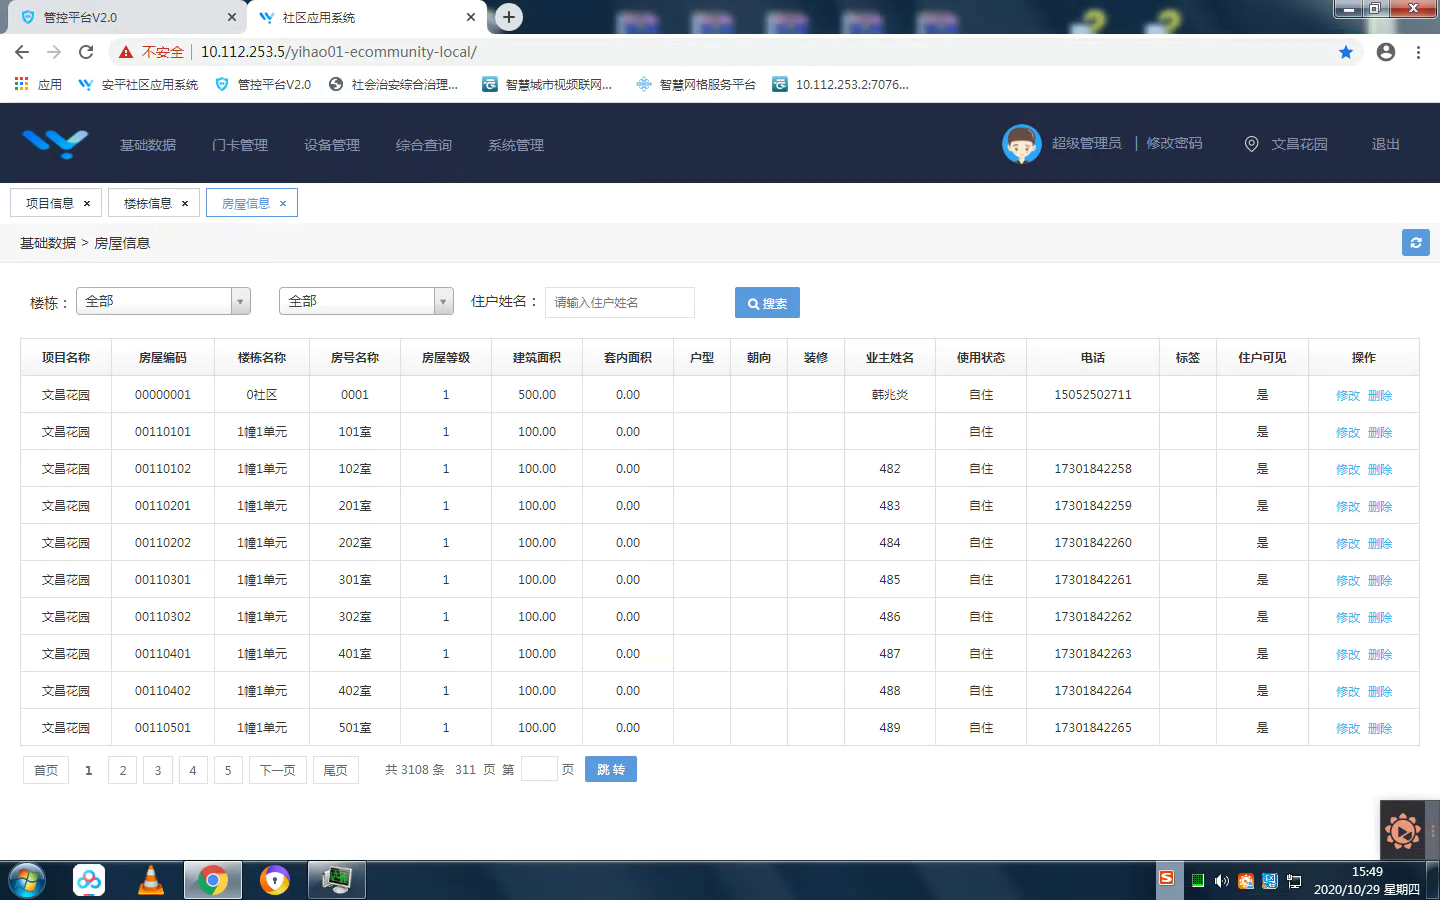 管控平台V2.0
社区应用系统
不安全 10.112.253.5/yihao01-ecommunity-local/
应用 安平社区应用系统 管控平台V2.0 社会治安综合治理... 智慧城市视频联网... 智慧网格服务平台 10.112.253.2:7076...
基础数据 门卡管理 设备管理 综合查询 系统管理 超级管理员 | 修改密码 文昌花园 退出
项目信息 × 楼栋信息 × 房屋信息 ×
基础数据 > 房屋信息
楼栋： 全部 全部 住户姓名： 请输入住户姓名 搜索
项目名称 房屋编码 楼栋名称 房号名称 房屋等级 建筑面积 套内面积 户型 朝向 装修 业主姓名 使用状态 电话 标签 住户可见 操作
文昌花园 00000001 0社区 0001 1 500.00 0.00 韩兆炎 自住 15052502711 是 修改 删除
文昌花园 00110101 1幢1单元 101室 1 100.00 0.00 自住 是 修改 删除
文昌花园 00110102 1幢1单元 102室 1 100.00 0.00 482 自住 17301842258 是 修改 删除
文昌花园 00110201 1幢1单元 201室 1 100.00 0.00 483 自住 17301842259 是 修改 删除
文昌花园 00110202 1幢1单元 202室 1 100.00 0.00 484 自住 17301842260 是 修改 删除
文昌花园 00110301 1幢1单元 301室 1 100.00 0.00 485 自住 17301842261 是 修改 删除
文昌花园 00110302 1幢1单元 302室 1 100.00 0.00 486 自住 17301842262 是 修改 删除
文昌花园 00110401 1幢1单元 401室 1 100.00 0.00 487 自住 17301842263 是 修改 删除
文昌花园 00110402 1幢1单元 402室 1 100.00 0.00 488 自住 17301842264 是 修改 删除
文昌花园 00110501 1幢1单元 501室 1 100.00 0.00 489 自住 17301842265 是 修改 删除
首页 1 2 3 4 5 下一页 尾页 共 3108 条 311 页 第 页 跳 转
15:49
2020/10/29 星期四